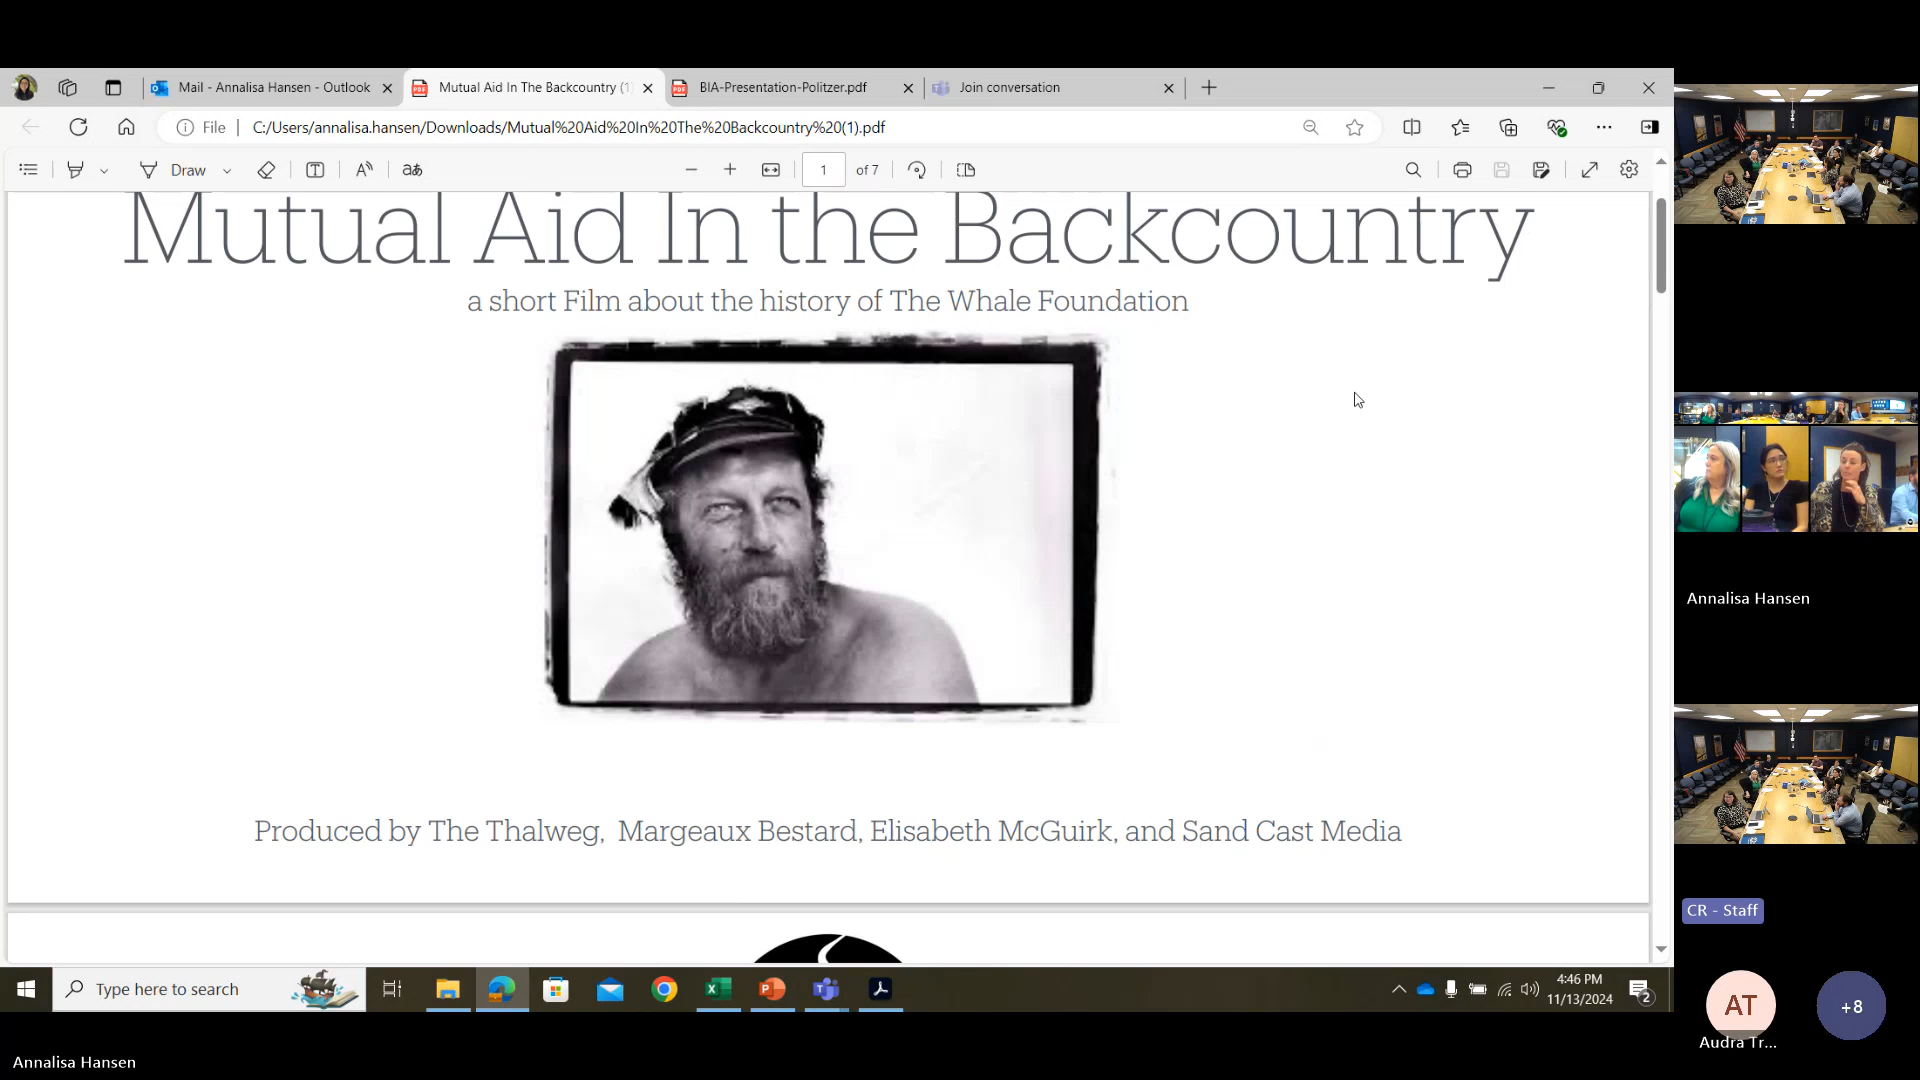 Mail - Annalisa Hansen - Outlook
Mutual Aid In The Backcountry (1)
BIA-Presentation-Politzer.pdf
Join conversation
File
C:/Users/annalisa.hansen/Downloads/Mutual%20Aid%20In%20The%20Backcountry%20(1).pdf
Draw
aあ
1
of 7
Mutual Aid In the Backcountry
a short Film about the history of The Whale Foundation
Produced by The Thalweg, Margeaux Bestard, Elisabeth McGuirk, and Sand Cast Media
Type here to search
4:46 PM
11/13/2024
2
Annalisa Hansen
CR - Staff
AT
+8
Audra Tr...
Annalisa Hansen